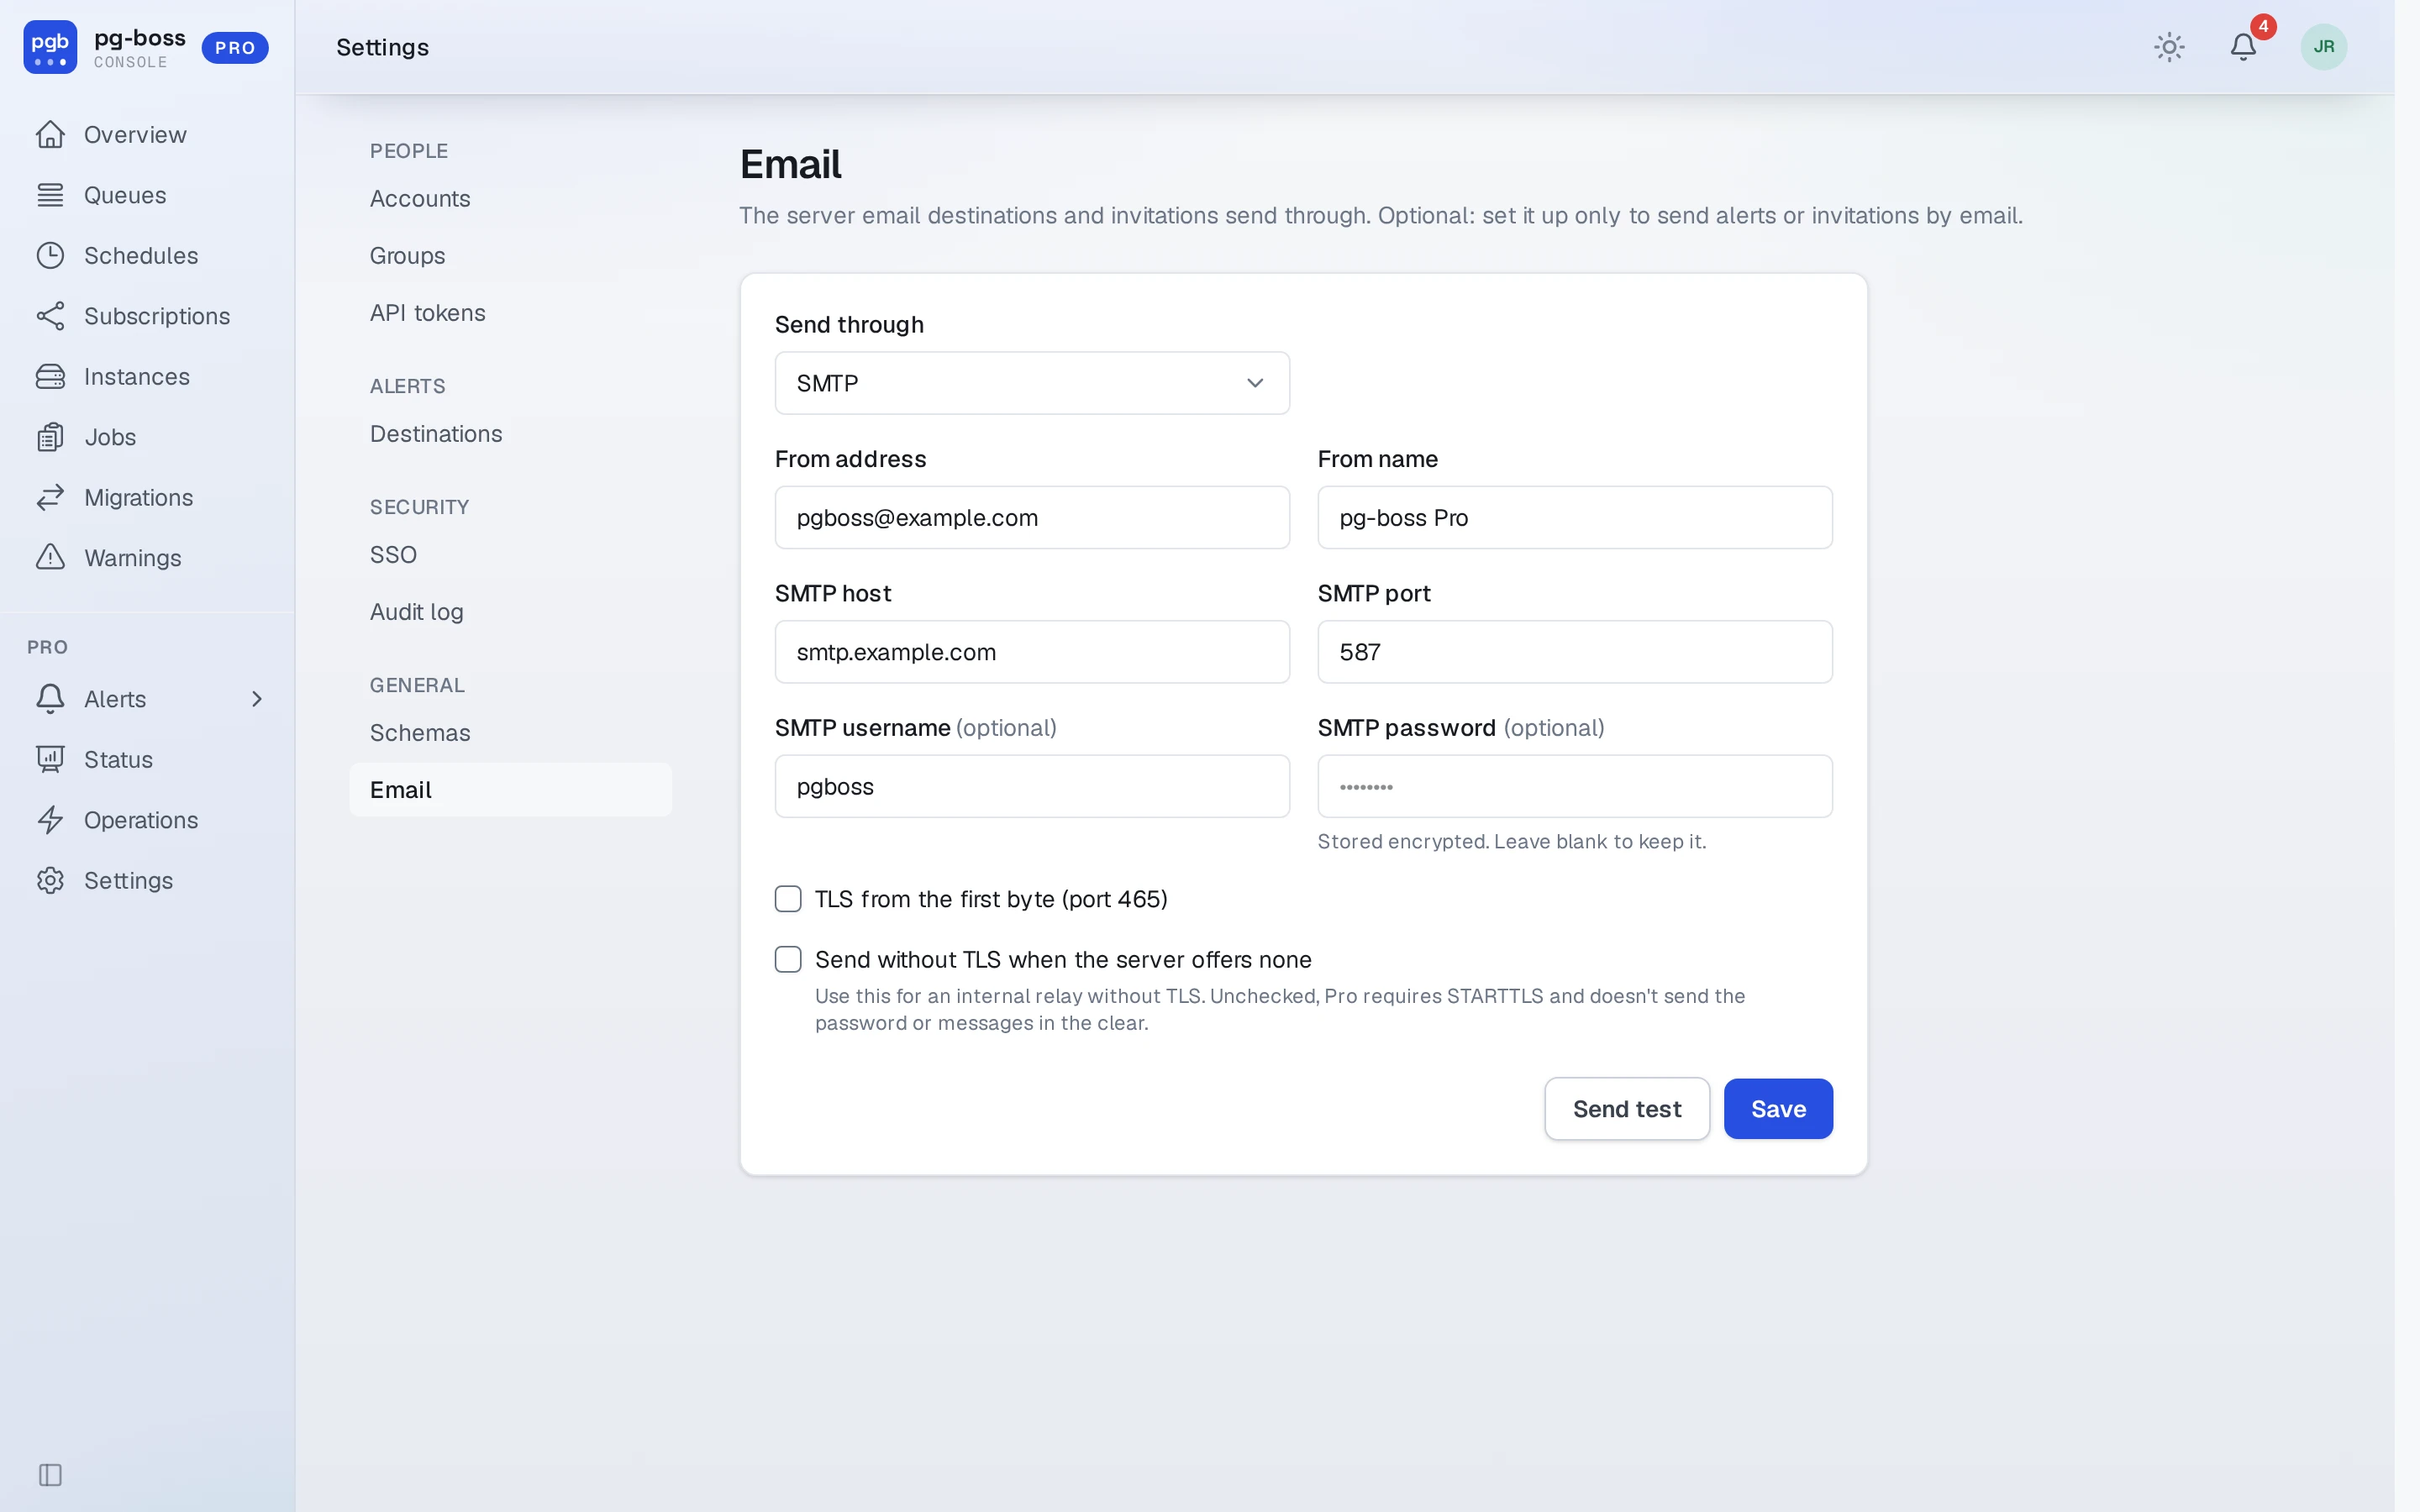 pgb
pg-boss
CONSOLE
PRO
Overview
Queues
Schedules
Subscriptions
Instances
Jobs
Migrations
Warnings
PRO
Alerts
Status
Operations
Settings
Settings
4
JR
PEOPLE
Accounts
Groups
API tokens
ALERTS
Destinations
SECURITY
SSO
Audit log
GENERAL
Schemas
Email
Email
The server email destinations and invitations send through. Optional: set it up only to send alerts or invitations by email.
Send through
SMTP
From address
From name
pgboss@example.com
pg-boss Pro
SMTP host
SMTP port
smtp.example.com
587
SMTP username (optional)
SMTP password (optional)
pgboss
••••••••
Stored encrypted. Leave blank to keep it.
TLS from the first byte (port 465)
Send without TLS when the server offers none
Use this for an internal relay without TLS. Unchecked, Pro requires STARTTLS and doesn't send the
password or messages in the clear.
Send test
Save